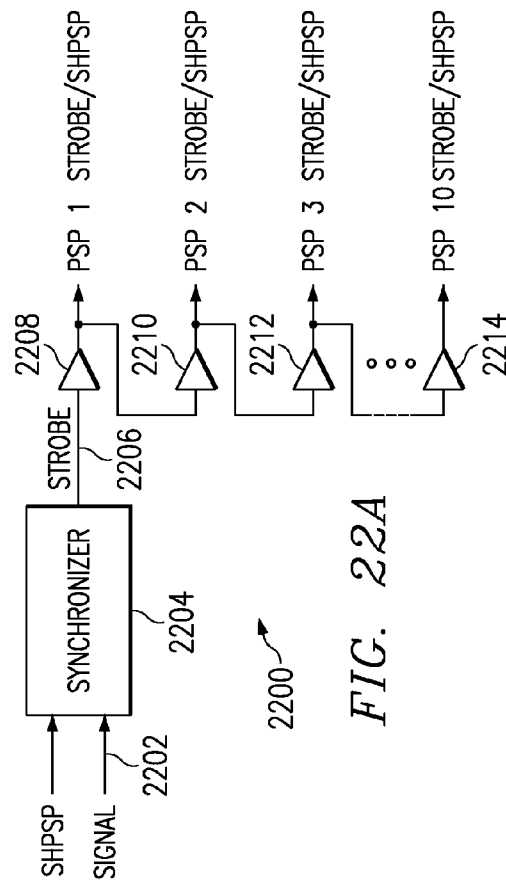 SHPSP
SIGNAL
2202
SYNCHRONIZER
2204
STROBE
2206
2208
PSP 1 STROBE/SHPSP
2210
PSP 2 STROBE/SHPSP
2212
PSP 3 STROBE/SHPSP
2214
PSP 10 STROBE/SHPSP
2200
FIG. 22A